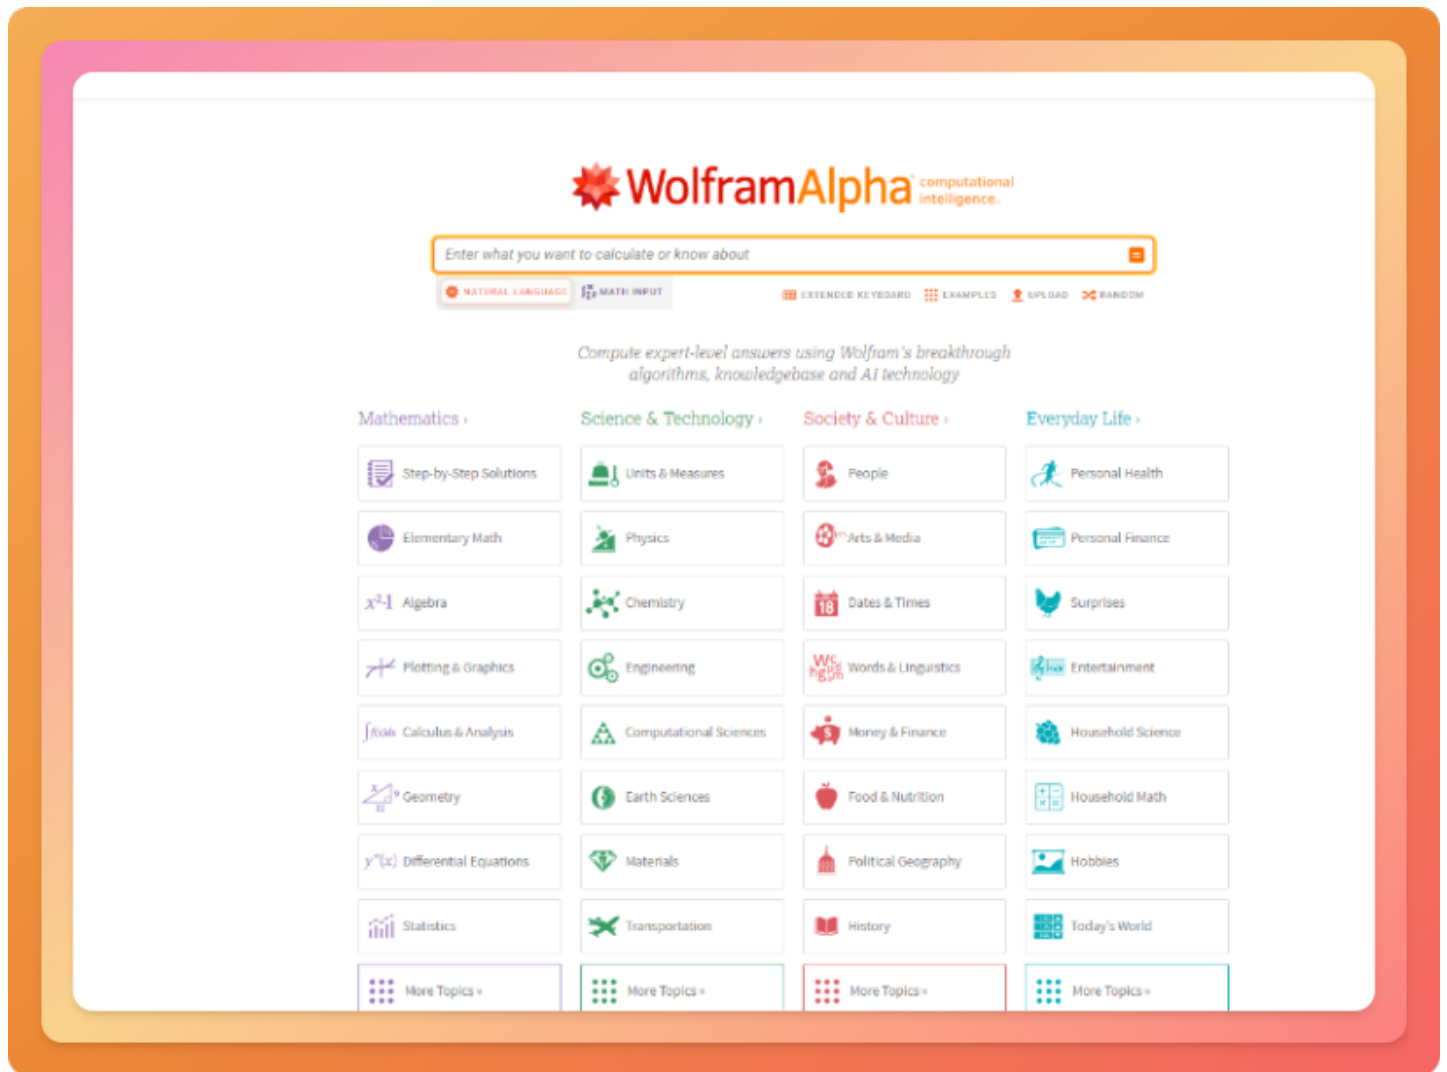 WolframAlpha computational intelligence.
Enter what you want to calculate or know about
NATURAL LANGUAGE MATH INPUT EXTENDED KEYBOARD EXAMPLES UPLOAD RANDOM
Compute expert-level answers using Wolfram's breakthrough
algorithms, knowledgebase and AI technology
Mathematics › Science & Technology › Society & Culture › Everyday Life ›
Step-by-Step Solutions Units & Measures People Personal Health
Elementary Math Physics Arts & Media Personal Finance
x²-1 Algebra Chemistry 18 Dates & Times Surprises
Plotting & Graphics Engineering Words & Linguistics Entertainment
Calculus & Analysis Computational Sciences Money & Finance Household Science
Geometry Earth Sciences Food & Nutrition Household Math
y″(x) Differential Equations Materials Political Geography Hobbies
Statistics Transportation History Today's World
More Topics » More Topics » More Topics » More Topics »